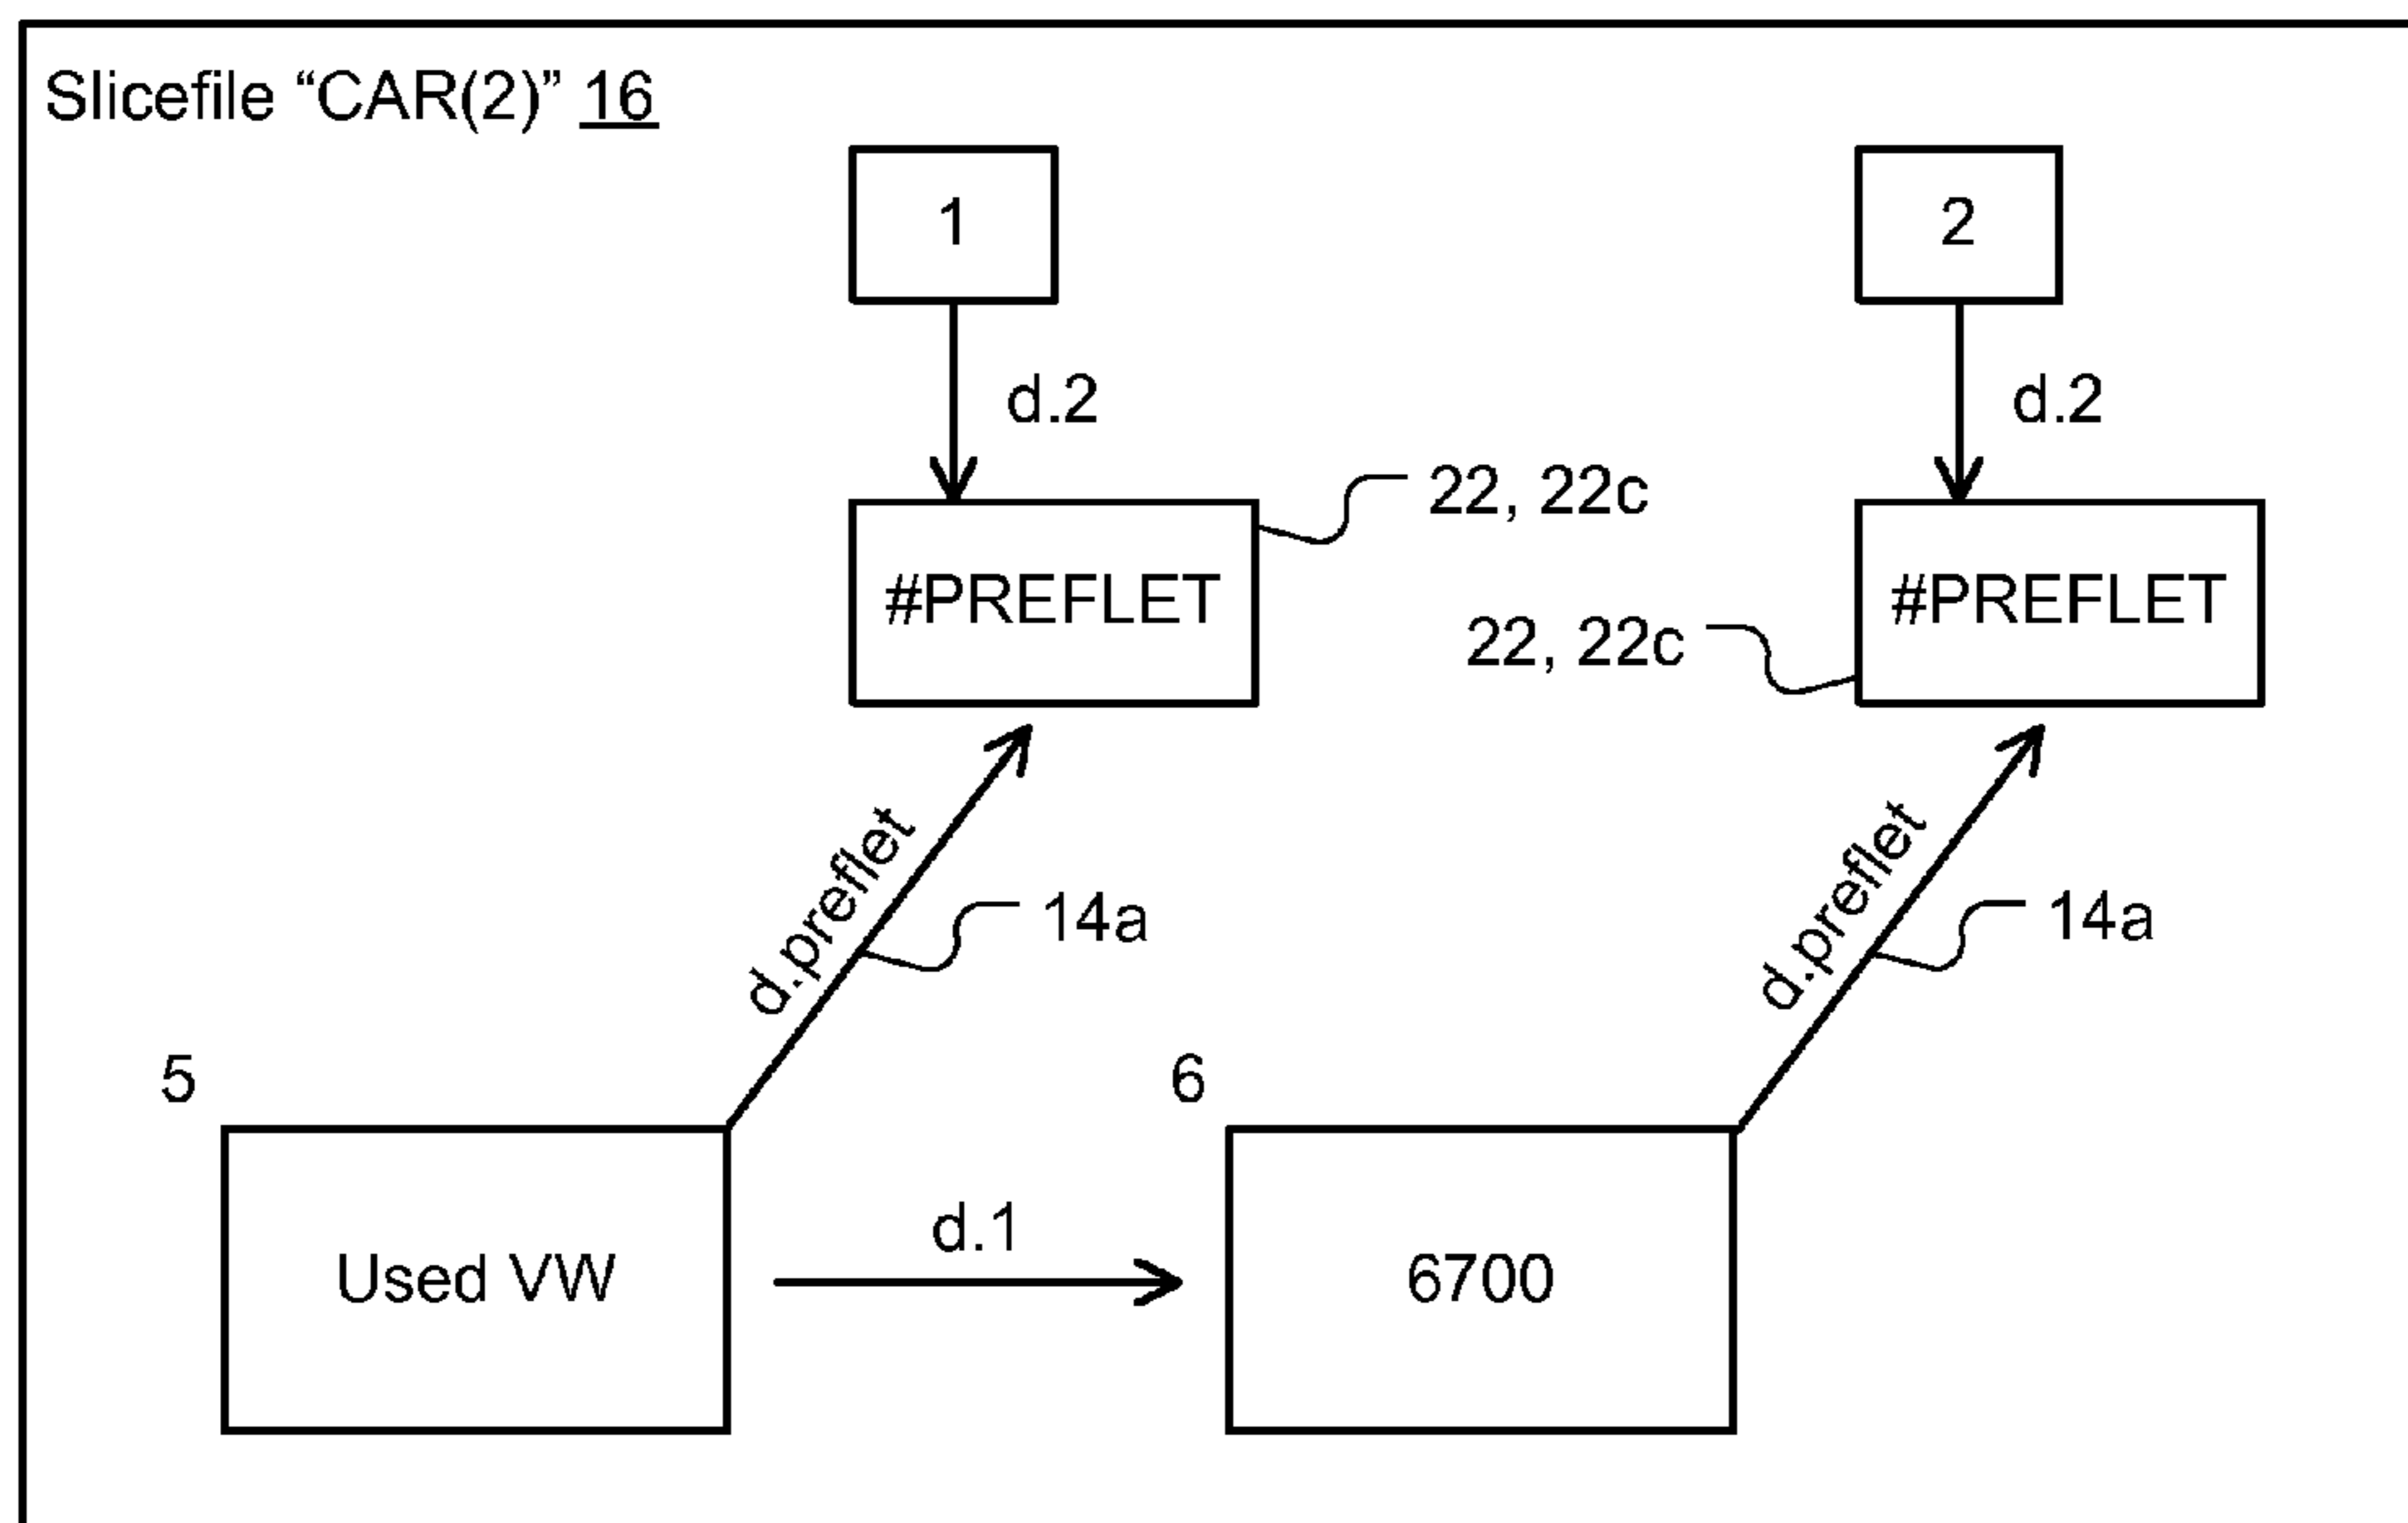 Slicefile “CAR(2)” 16
1
2
d.2
d.2
22, 22c
#PREFLET
22, 22c
#PREFLET
d.preflet
14a
d.preflet
14a
5
6
Used VW
d.1
6700